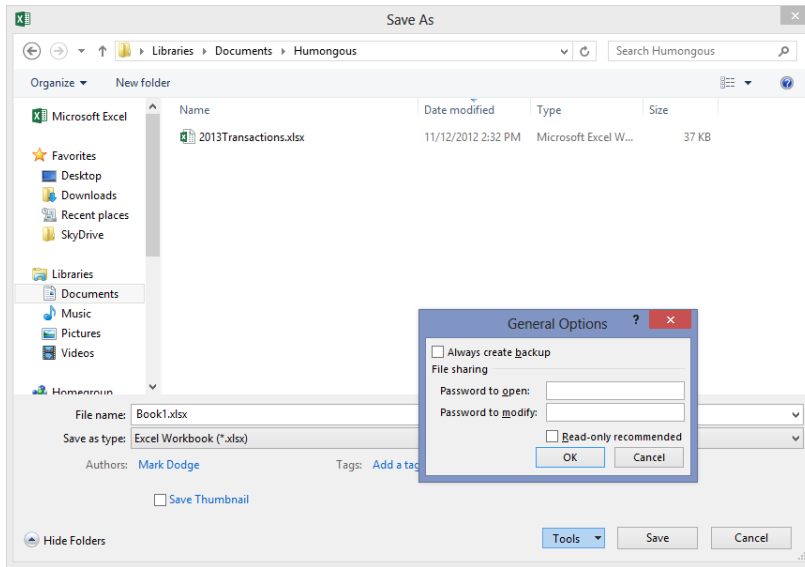 Save As
Libraries Documents Humongous
Search Humongous
Organize New folder
Microsoft Excel
Favorites
Desktop
Downloads
Recent places
SkyDrive
Libraries
Documents
Music
Pictures
Videos
Homegroup
Name Date modified Type Size
2013Transactions.xlsx 11/12/2012 2:32 PM Microsoft Excel W... 37 KB
General Options ?
Always create backup
File sharing
Password to open:
Password to modify:
Read-only recommended
OK Cancel
File name: Book1.xlsx
Save as type: Excel Workbook (*.xlsx)
Authors: Mark Dodge Tags: Add a tag
Save Thumbnail
Hide Folders Tools Save Cancel